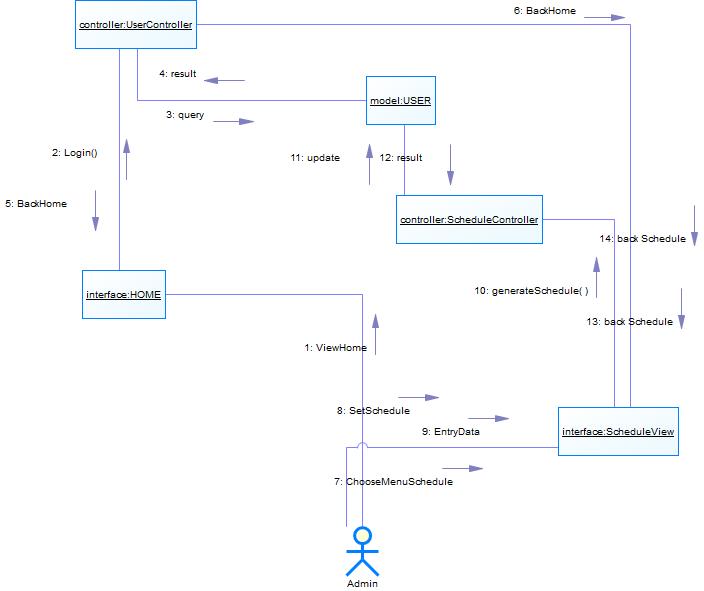 6: BackHome
controller:UserController
4: result
model:USER
3: query
2: Login()
11: update
12: result
5: BackHome
controller:ScheduleController
14: back Schedule
interface:HOME
10: generateSchedule( )
13: back Schedule
1: ViewHome
8: SetSchedule
9: EntryData
interface:ScheduleView
7: ChooseMenuSchedule
Admin